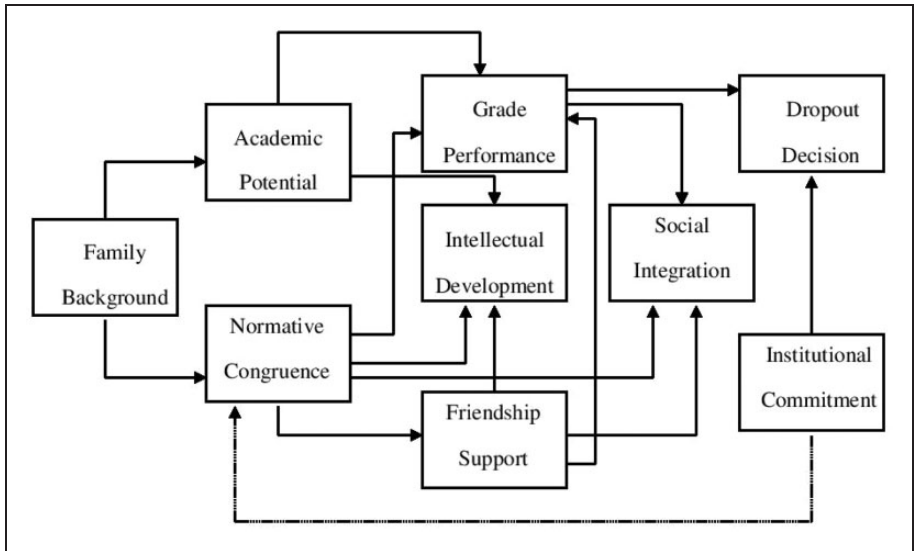 Grade
Performance
Dropout
Decision
Academic
Potential
Family
Background
Intellectual
Development
Social
Integration
Normative
Congruence
Institutional
Commitment
Friendship
Support